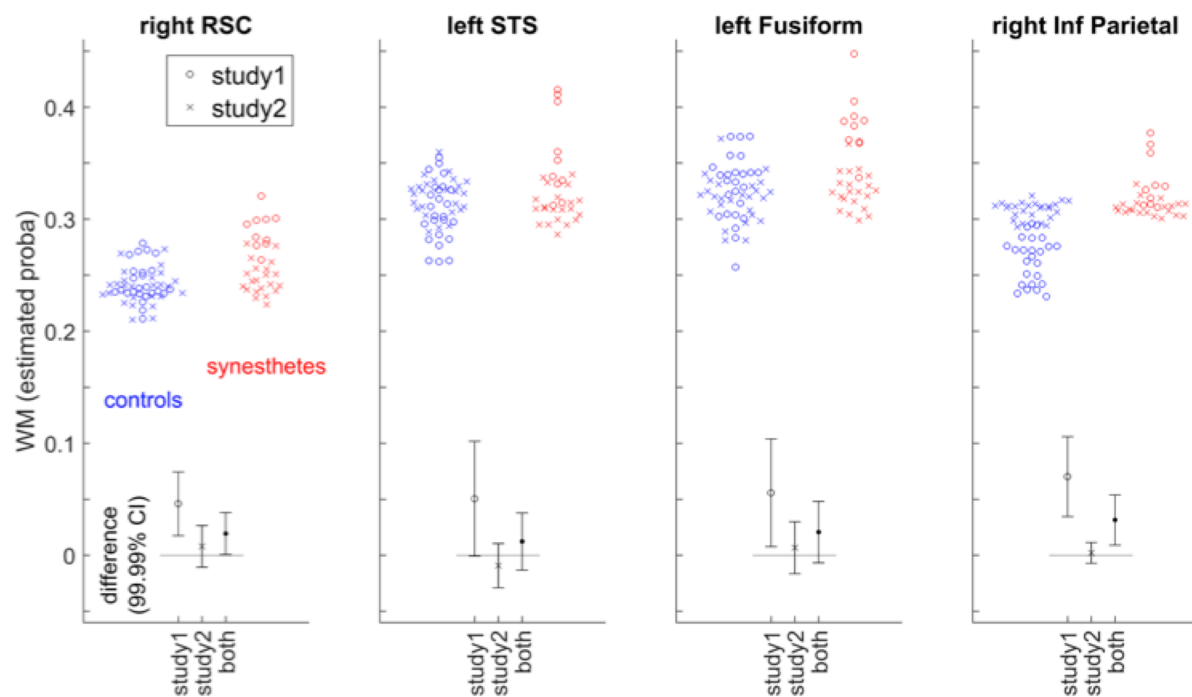 right RSC
left STS
left Fusiform
right Inf Parietal
study1
study2
0.4
0.3
0.2
0.1
0
WM (estimated proba)
synesthetes
controls
difference
(99.99% CI)
study1
study2
both
study1
study2
both
study1
study2
both
study1
study2
both